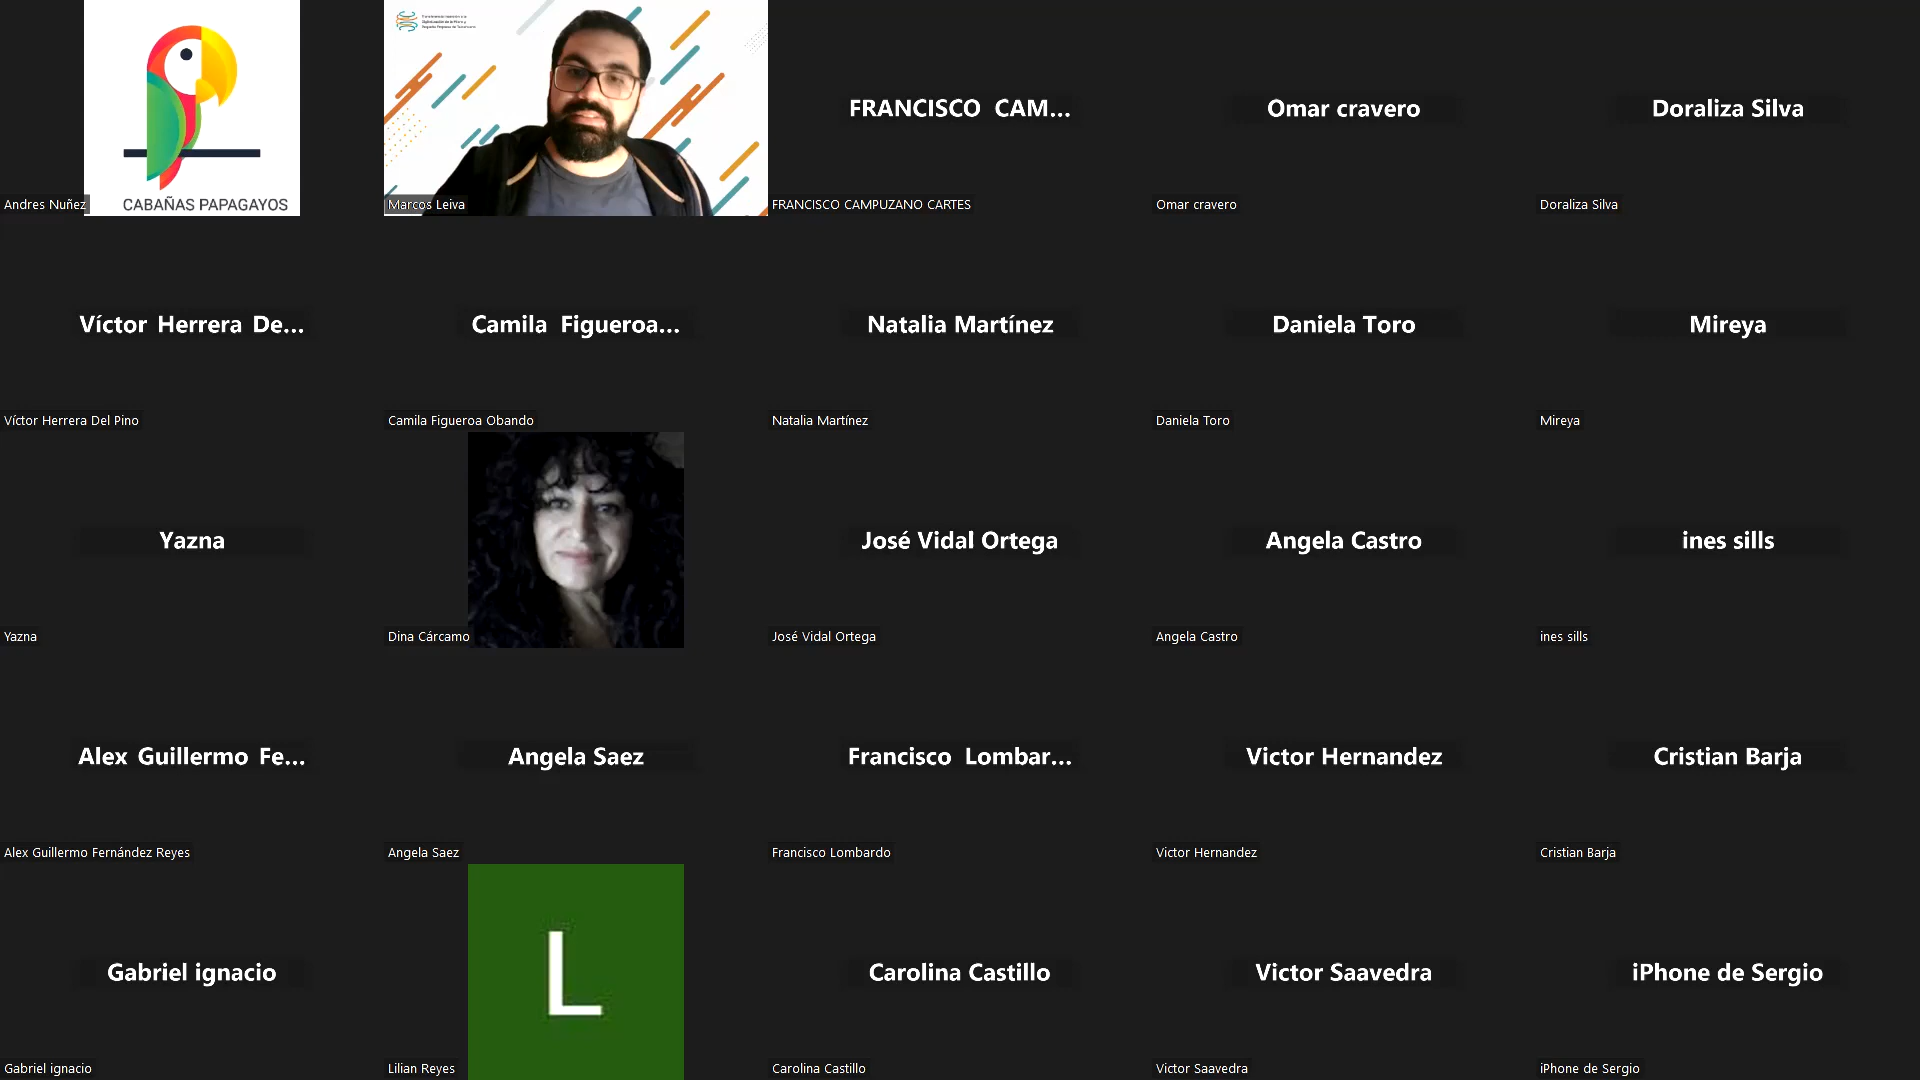 CABAÑAS PAPAGAYOS
Andres Nuñez
Marcos Leiva
FRANCISCO CAM...
FRANCISCO CAMPUZANO CARTES
Omar cravero
Omar cravero
Doraliza Silva
Doraliza Silva
Víctor Herrera De...
Víctor Herrera Del Pino
Camila Figueroa...
Camila Figueroa Obando
Natalia Martínez
Natalia Martínez
Daniela Toro
Daniela Toro
Mireya
Mireya
Yazna
Yazna
Dina Cárcamo
José Vidal Ortega
José Vidal Ortega
Angela Castro
Angela Castro
ines sills
ines sills
Alex Guillermo Fe...
Alex Guillermo Fernández Reyes
Angela Saez
Angela Saez
Francisco Lombar...
Francisco Lombardo
Victor Hernandez
Victor Hernandez
Cristian Barja
Cristian Barja
Gabriel ignacio
Gabriel ignacio
L
Lilian Reyes
Carolina Castillo
Carolina Castillo
Victor Saavedra
Victor Saavedra
iPhone de Sergio
iPhone de Sergio